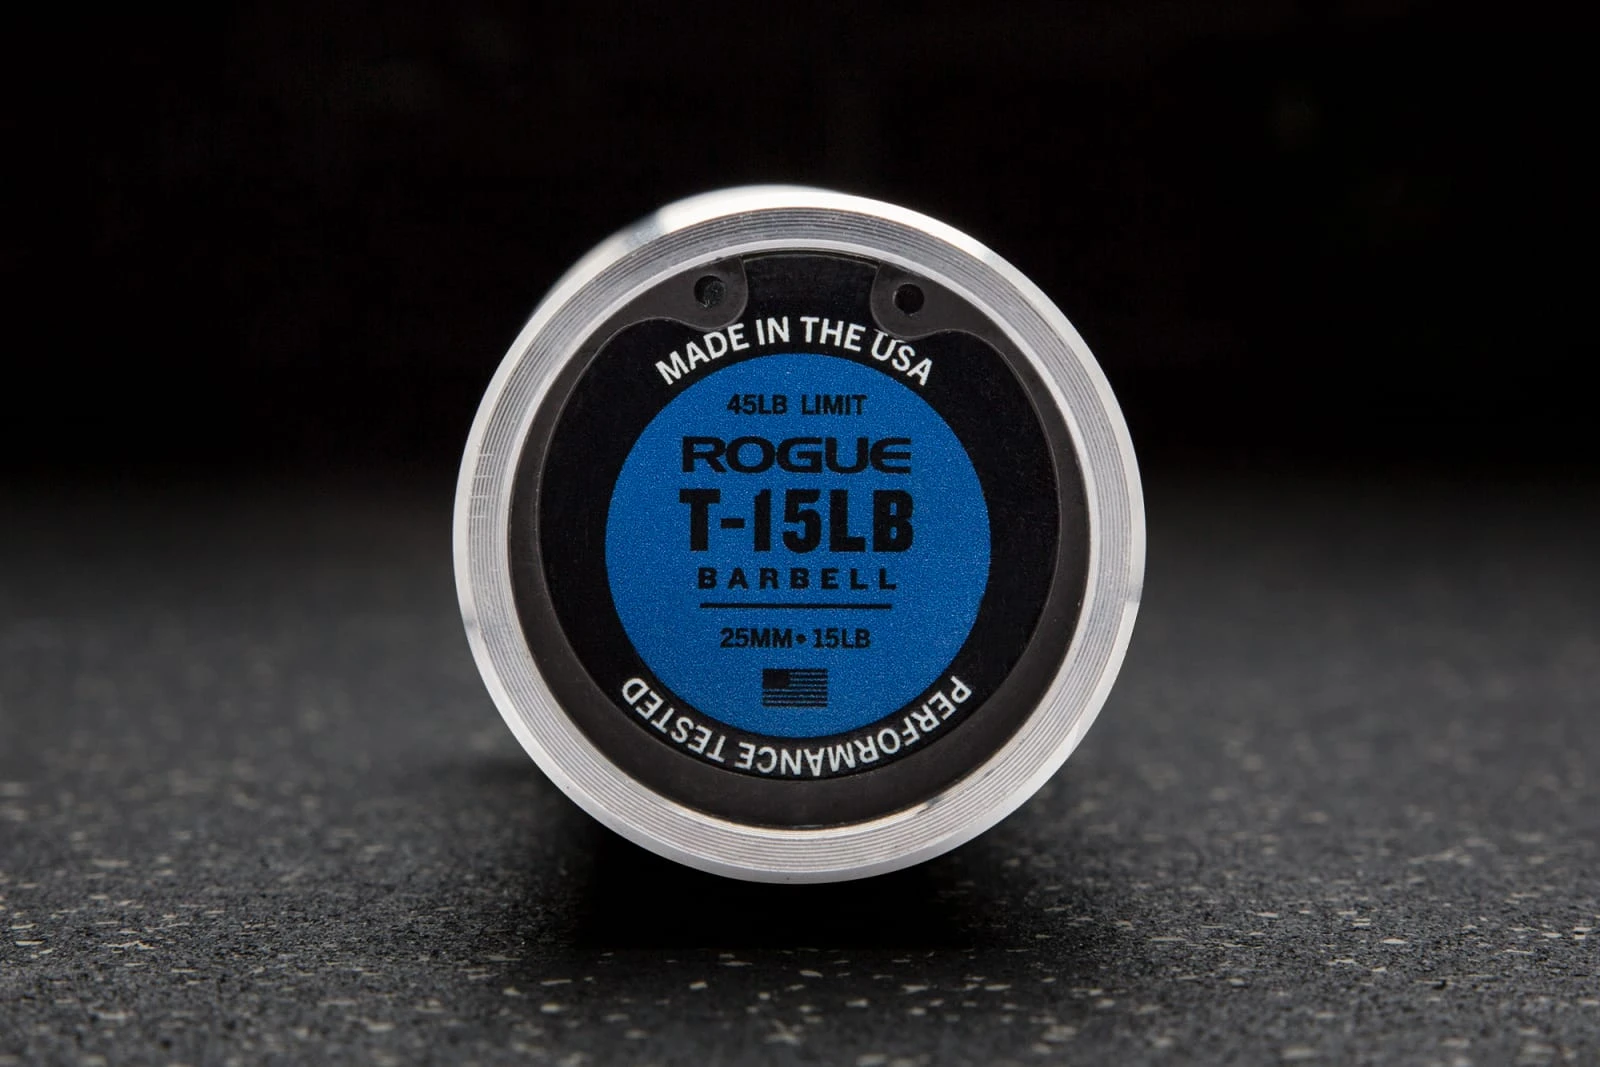 MADE IN THE USA
45LB LIMIT
ROGUE
T-15LB
BARBELL
25MM• 15LB
PERFORMANCE TESTED